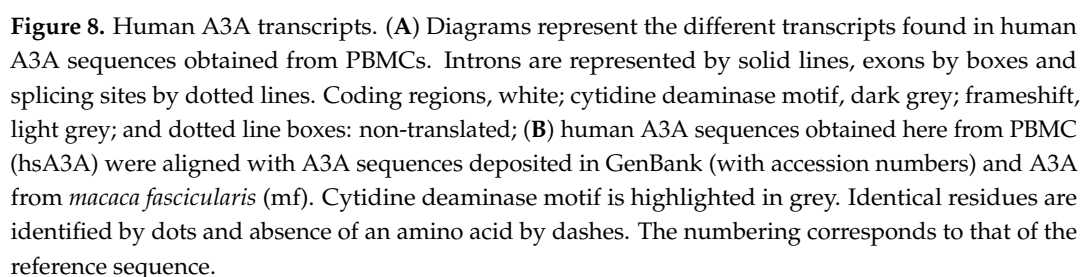 Figure 8. Human A3A transcripts. (A) Diagrams represent the different transcripts found in human
A3A sequences obtained from PBMCs. Introns are represented by solid lines, exons by boxes and
splicing sites by dotted lines. Coding regions, white; cytidine deaminase motif, dark grey; frameshift,
light grey; and dotted line boxes: non-translated; (B) human A3A sequences obtained here from PBMC
(hsA3A) were aligned with A3A sequences deposited in GenBank (with accession numbers) and A3A
from macaca fascicularis (mf). Cytidine deaminase motif is highlighted in grey. Identical residues are
identified by dots and absence of an amino acid by dashes. The numbering corresponds to that of the
reference sequence.